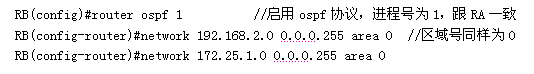 RB(config)#router ospf 1 //启用 ospf 协议，进程号为 1，跟 RA 一致
RB(config-router)#network 192.168.2.0 0.0.0.255 area 0 //区域号同样为 0
RB(config-router)#network 172.25.1.0 0.0.0.255 area 0